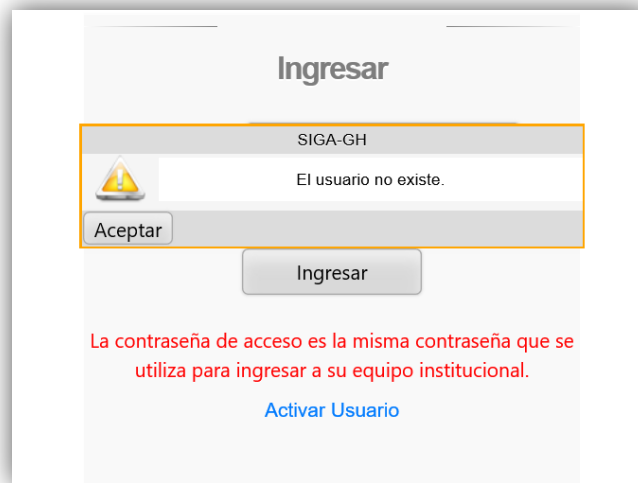 Ingresar
SIGA-GH
El usuario no existe.
Aceptar
Ingresar
La contraseña de acceso es la misma contraseña que se
utiliza para ingresar a su equipo institucional.
Activar Usuario